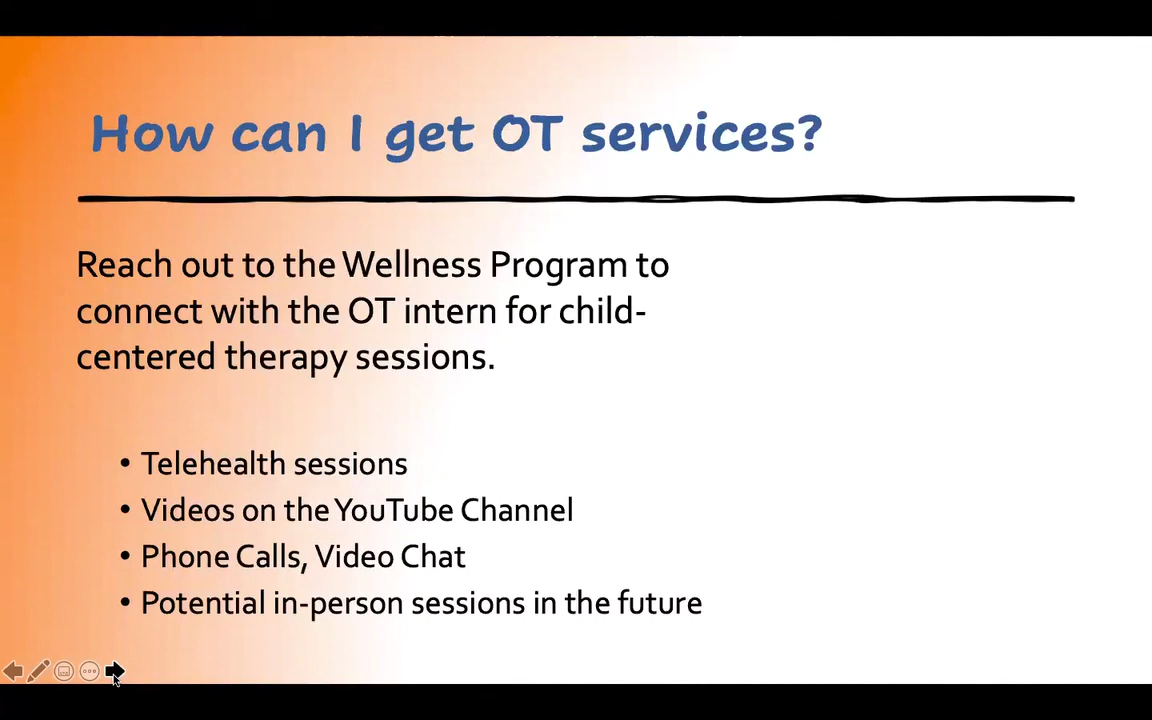 How can I get OT services?
Reach out to the Wellness Program to
connect with the OT intern for child-
centered therapy sessions.
• Telehealth sessions
• Videos on the YouTube Channel
• Phone Calls, Video Chat
• Potential in-person sessions in the future